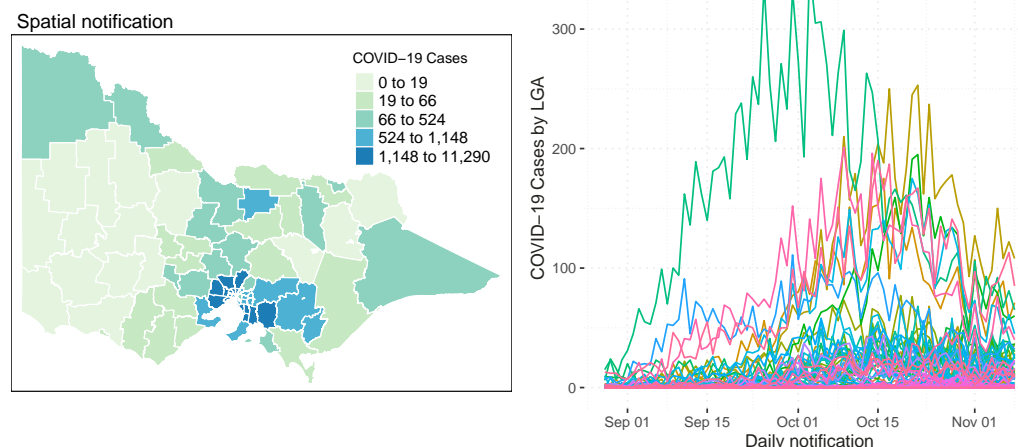 Spatial notification
COVID−19 Cases
0 to 19
19 to 66
66 to 524
524 to 1,148
1,148 to 11,290
COVID−19 Cases by LGA
300
200
100
0
Sep 01
Sep 15
Oct 01
Oct 15
Nov 01
Daily notification